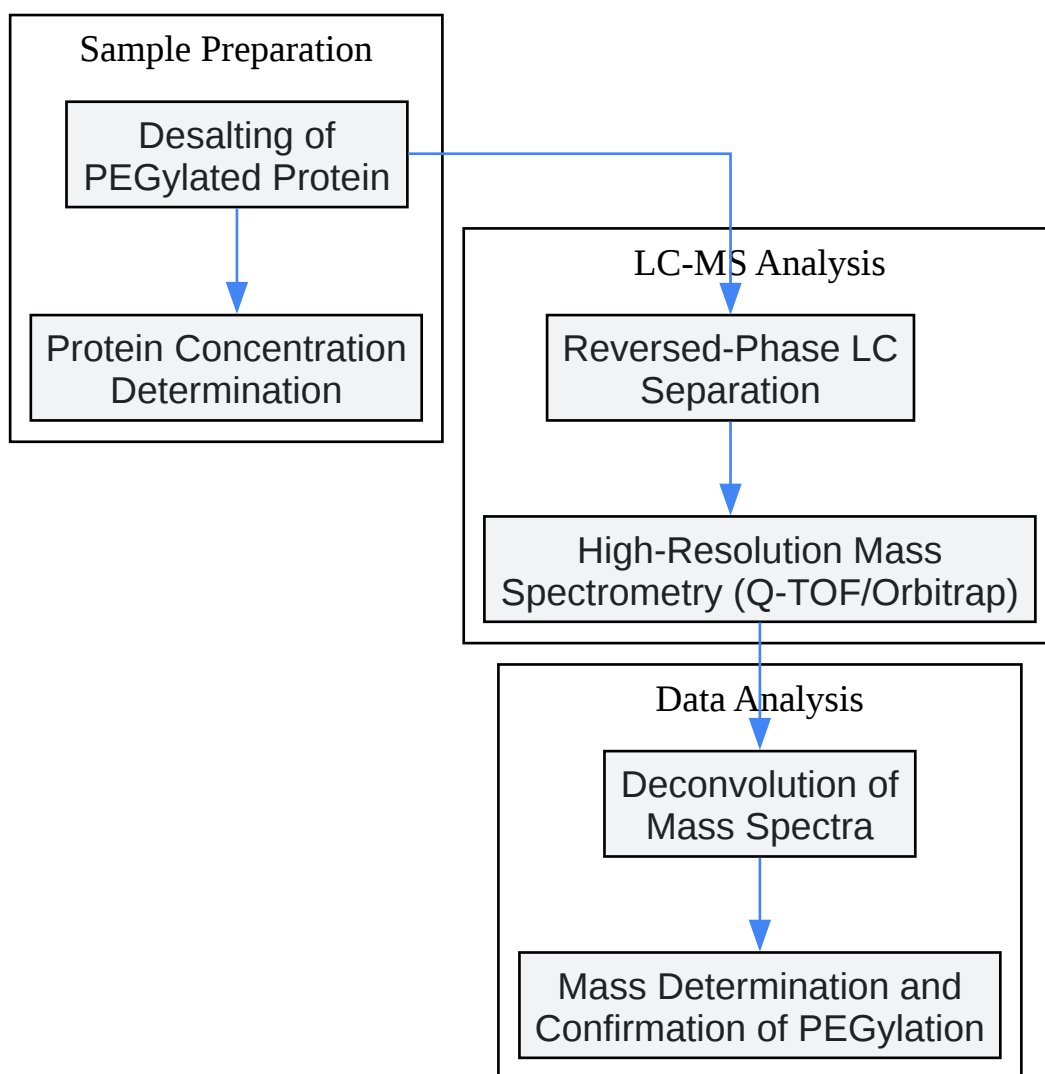 Sample Preparation
Desalting of
PEGylated Protein
Protein Concentration
Determination
LC-MS Analysis
Reversed-Phase LC
Separation
High-Resolution Mass
Spectrometry (Q-TOF/Orbitrap)
Data Analysis
Deconvolution of
Mass Spectra
Mass Determination and
Confirmation of PEGylation